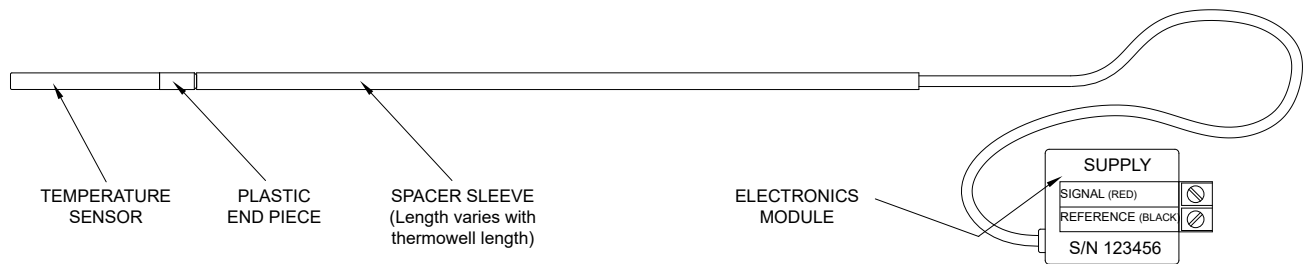 TEMPERATURE
SENSOR
PLASTIC
END PIECE
SPACER SLEEVE
(Length varies with
thermowell length)
ELECTRONICS
MODULE
SUPPLY
SIGNAL (RED)
REFERENCE (BLACK)
S/N 123456